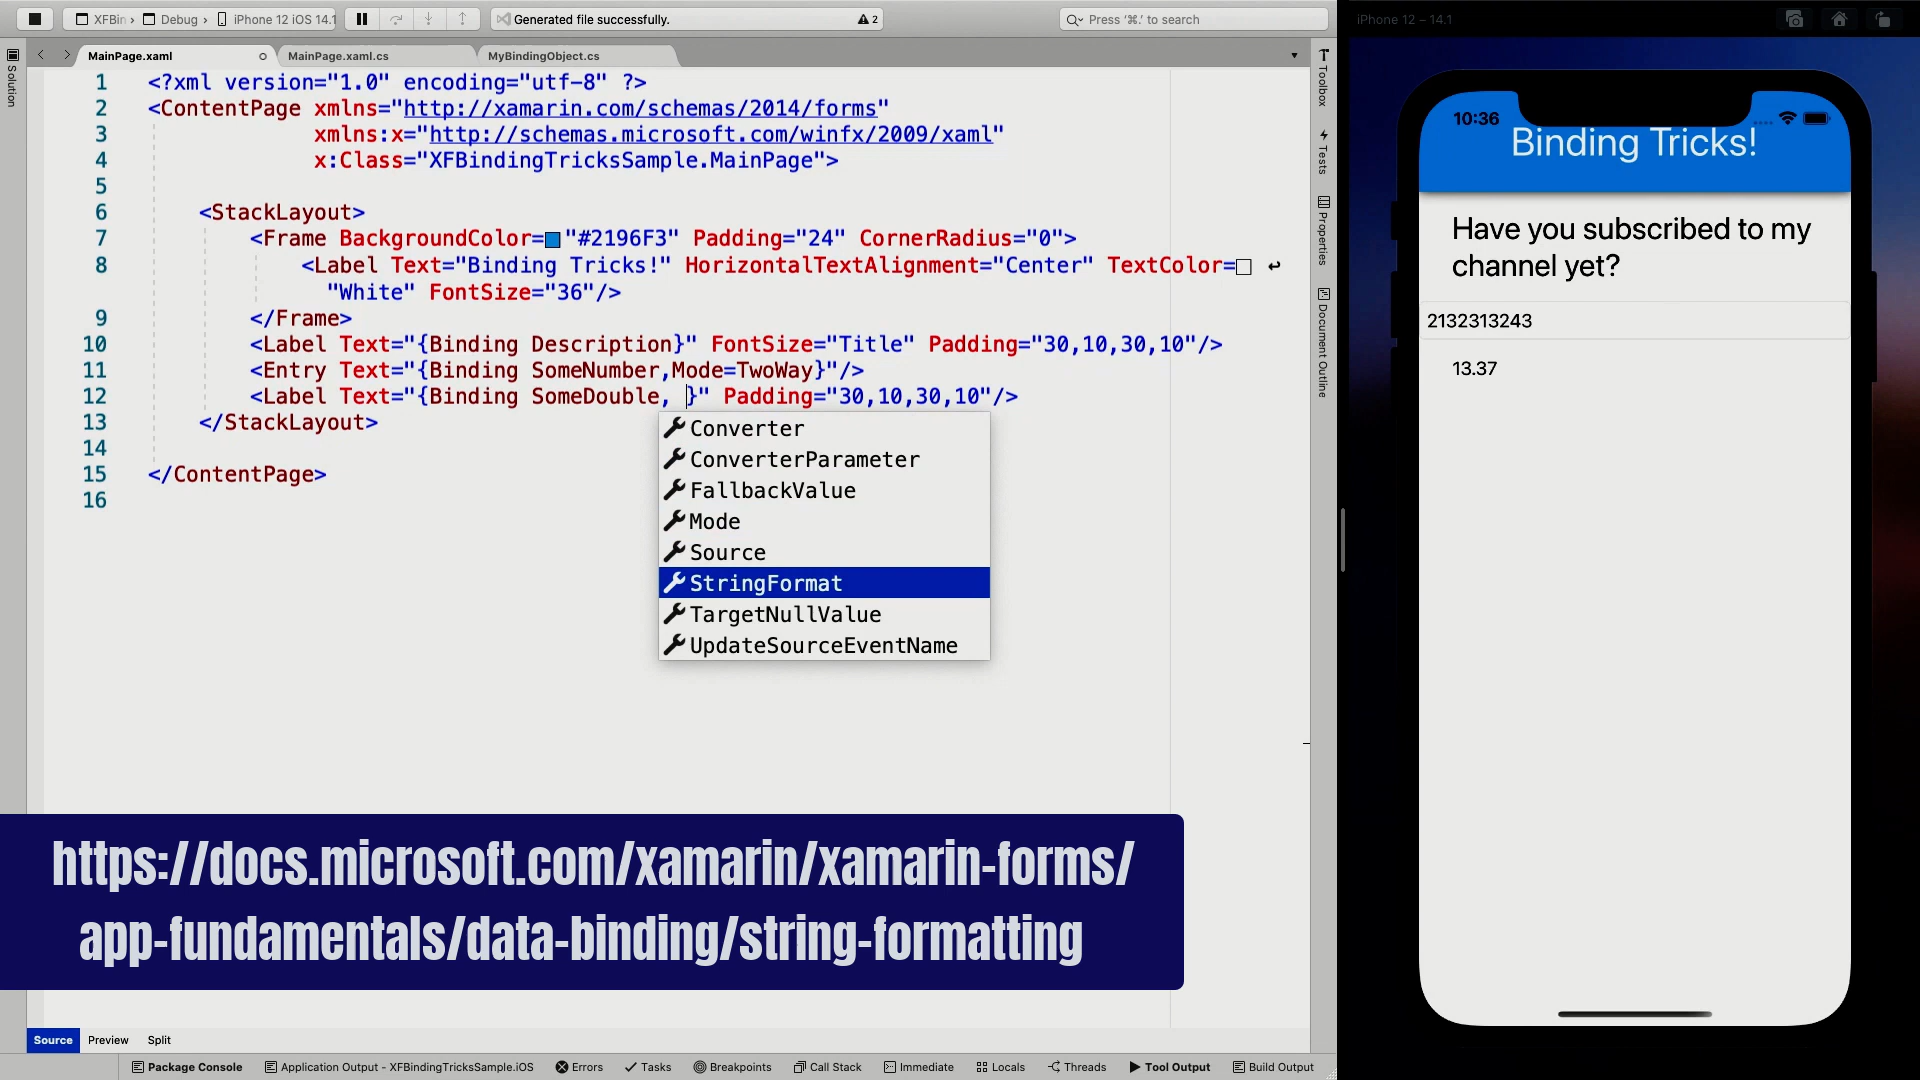 XFBin › Debug › iPhone 12 iOS 14.1
Generated file successfully.
2
Press '⌘.' to search
iPhone 12 – 14.1
Solution
MainPage.xaml
MainPage.xaml.cs
MyBindingObject.cs
1 <?xml version="1.0" encoding="utf-8" ?>
2 <ContentPage xmlns="http://xamarin.com/schemas/2014/forms"
3 xmlns:x="http://schemas.microsoft.com/winfx/2009/xaml"
4 x:Class="XFBindingTricksSample.MainPage">
5
6 <StackLayout>
7 <Frame BackgroundColor="#2196F3" Padding="24" CornerRadius="0">
8 <Label Text="Binding Tricks!" HorizontalTextAlignment="Center" TextColor=
"White" FontSize="36"/>
9 </Frame>
10 <Label Text="{Binding Description}" FontSize="Title" Padding="30,10,30,10"/>
11 <Entry Text="{Binding SomeNumber,Mode=TwoWay}"/>
12 <Label Text="{Binding SomeDouble, }" Padding="30,10,30,10"/>
13 </StackLayout>
14
15 </ContentPage>
16
Converter
ConverterParameter
FallbackValue
Mode
Source
StringFormat
TargetNullValue
UpdateSourceEventName
Toolbox
Tests
Properties
Document Outline
10:36
Binding Tricks!
Have you subscribed to my
channel yet?
2132313243
13.37
https://docs.microsoft.com/xamarin/xamarin-forms/
app-fundamentals/data-binding/string-formatting
Source
Preview
Split
Package Console
Application Output - XFBindingTricksSample.iOS
Errors
Tasks
Breakpoints
Call Stack
Immediate
Locals
Threads
Tool Output
Build Output